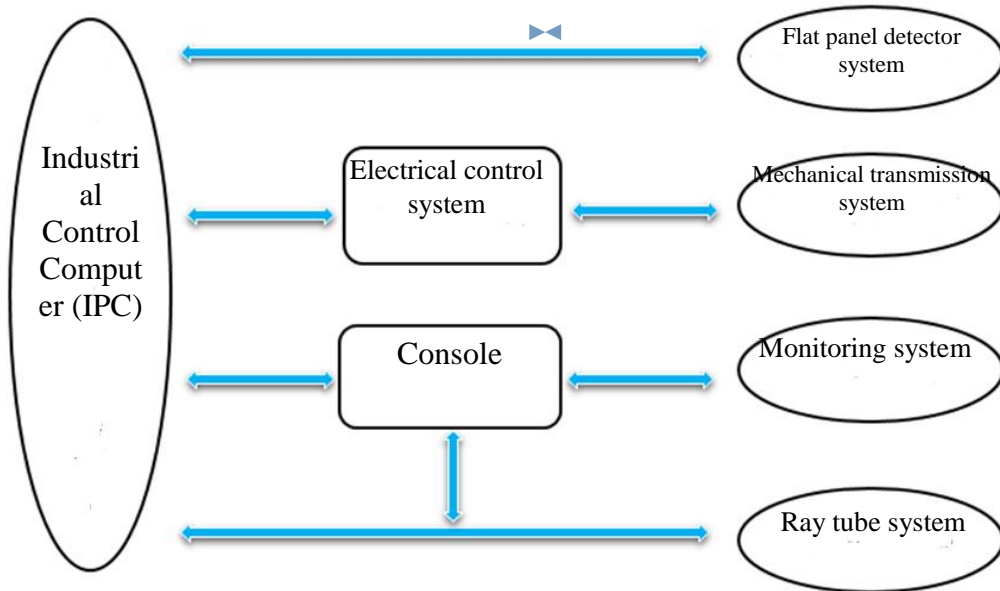 Flat panel detector
system
Industri
al
Control
Comput
er (IPC)
Electrical control
system
Mechanical transmission
system
Console
Monitoring system
Ray tube system